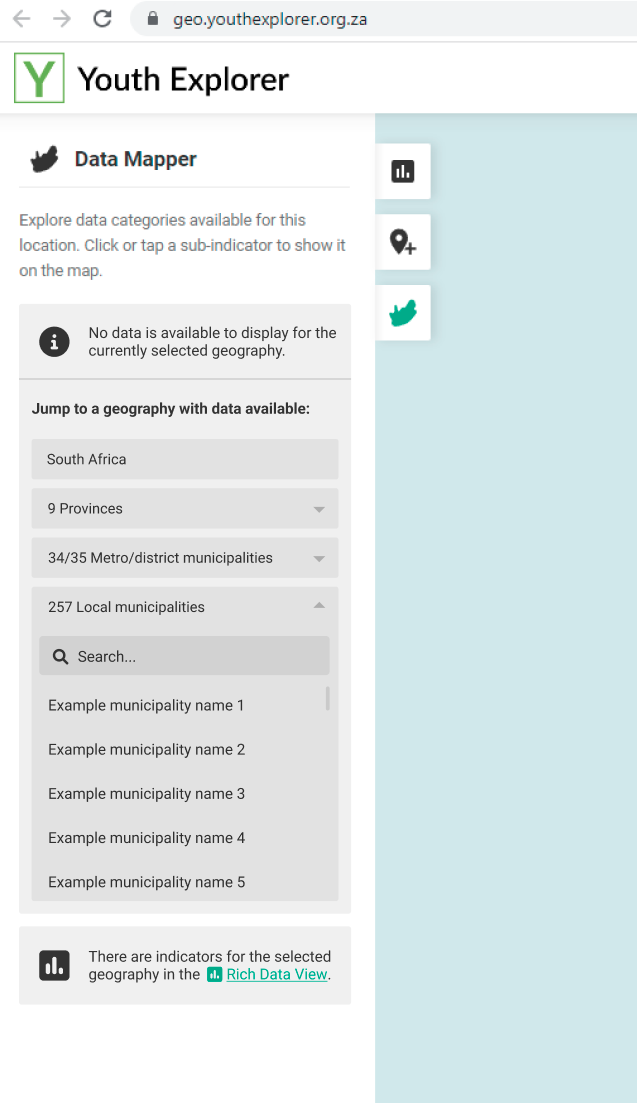 geo.youthexplorer.org.za
Y Youth Explorer
Data Mapper
Explore data categories available for this
location. Click or tap a sub-indicator to show it
on the map.
No data is available to display for the
currently selected geography.
Jump to a geography with data available:
South Africa
9 Provinces
34/35 Metro/district municipalities
257 Local municipalities
Search...
Example municipality name 1
Example municipality name 2
Example municipality name 3
Example municipality name 4
Example municipality name 5
There are indicators for the selected
geography in the Rich Data View.